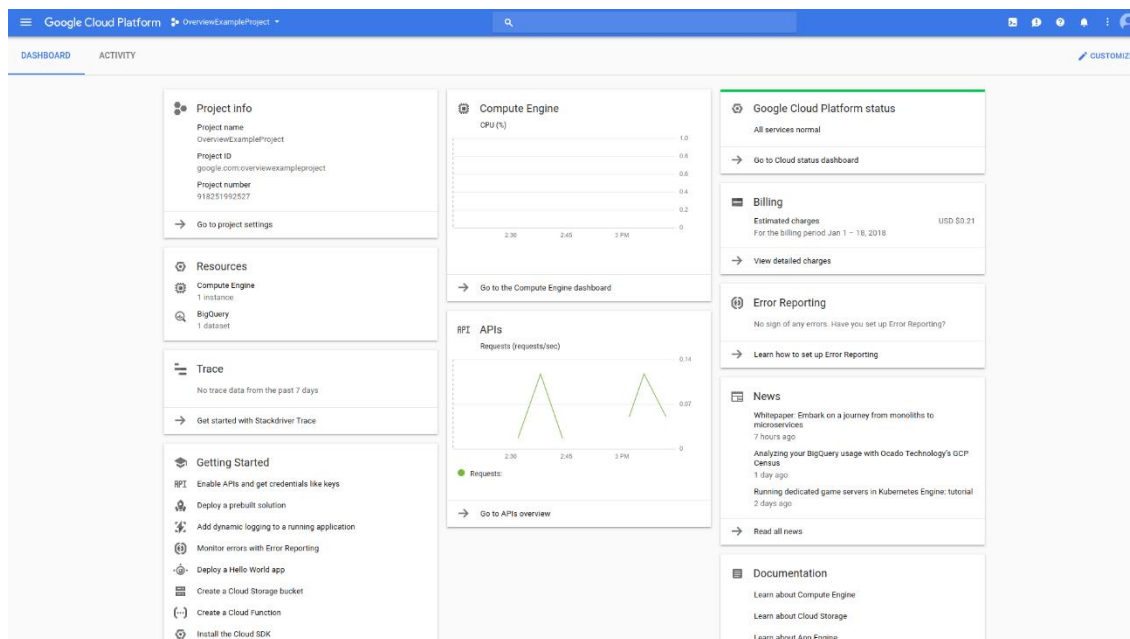 Google Cloud Platform
OverviewExampleProject
DASHBOARD
ACTIVITY
CUSTOMIZ
Project info
Project name
OverviewExampleProject
Project ID
google.com:overviewexampleproject
Project number
918251992527
Go to project settings
Resources
Compute Engine
1 instance
BigQuery
1 dataset
Trace
No trace data from the past 7 days
Get started with Stackdriver Trace
Getting Started
API Enable APIs and get credentials like keys
Deploy a prebuilt solution
Add dynamic logging to a running application
Monitor errors with Error Reporting
Deploy a Hello World app
Create a Cloud Storage bucket
Create a Cloud Function
Install the Cloud SDK
Compute Engine
CPU (%)
1.0
0.8
0.6
0.4
0.2
0
2:30 2:45 3 PM
Go to the Compute Engine dashboard
API APIs
Requests (requests/sec)
0.14
0.07
0
2:30 2:45 3 PM
Requests:
Go to APIs overview
Google Cloud Platform status
All services normal
Go to Cloud status dashboard
Billing
Estimated charges USD $0.21
For the billing period Jan 1 – 18, 2018
View detailed charges
Error Reporting
No sign of any errors. Have you set up Error Reporting?
Learn how to set up Error Reporting
News
Whitepaper: Embark on a journey from monoliths to
microservices
7 hours ago
Analyzing your BigQuery usage with Ocado Technology's GCP
Census
1 day ago
Running dedicated game servers in Kubernetes Engine: tutorial
2 days ago
Read all news
Documentation
Learn about Compute Engine
Learn about Cloud Storage
Learn about App Engine